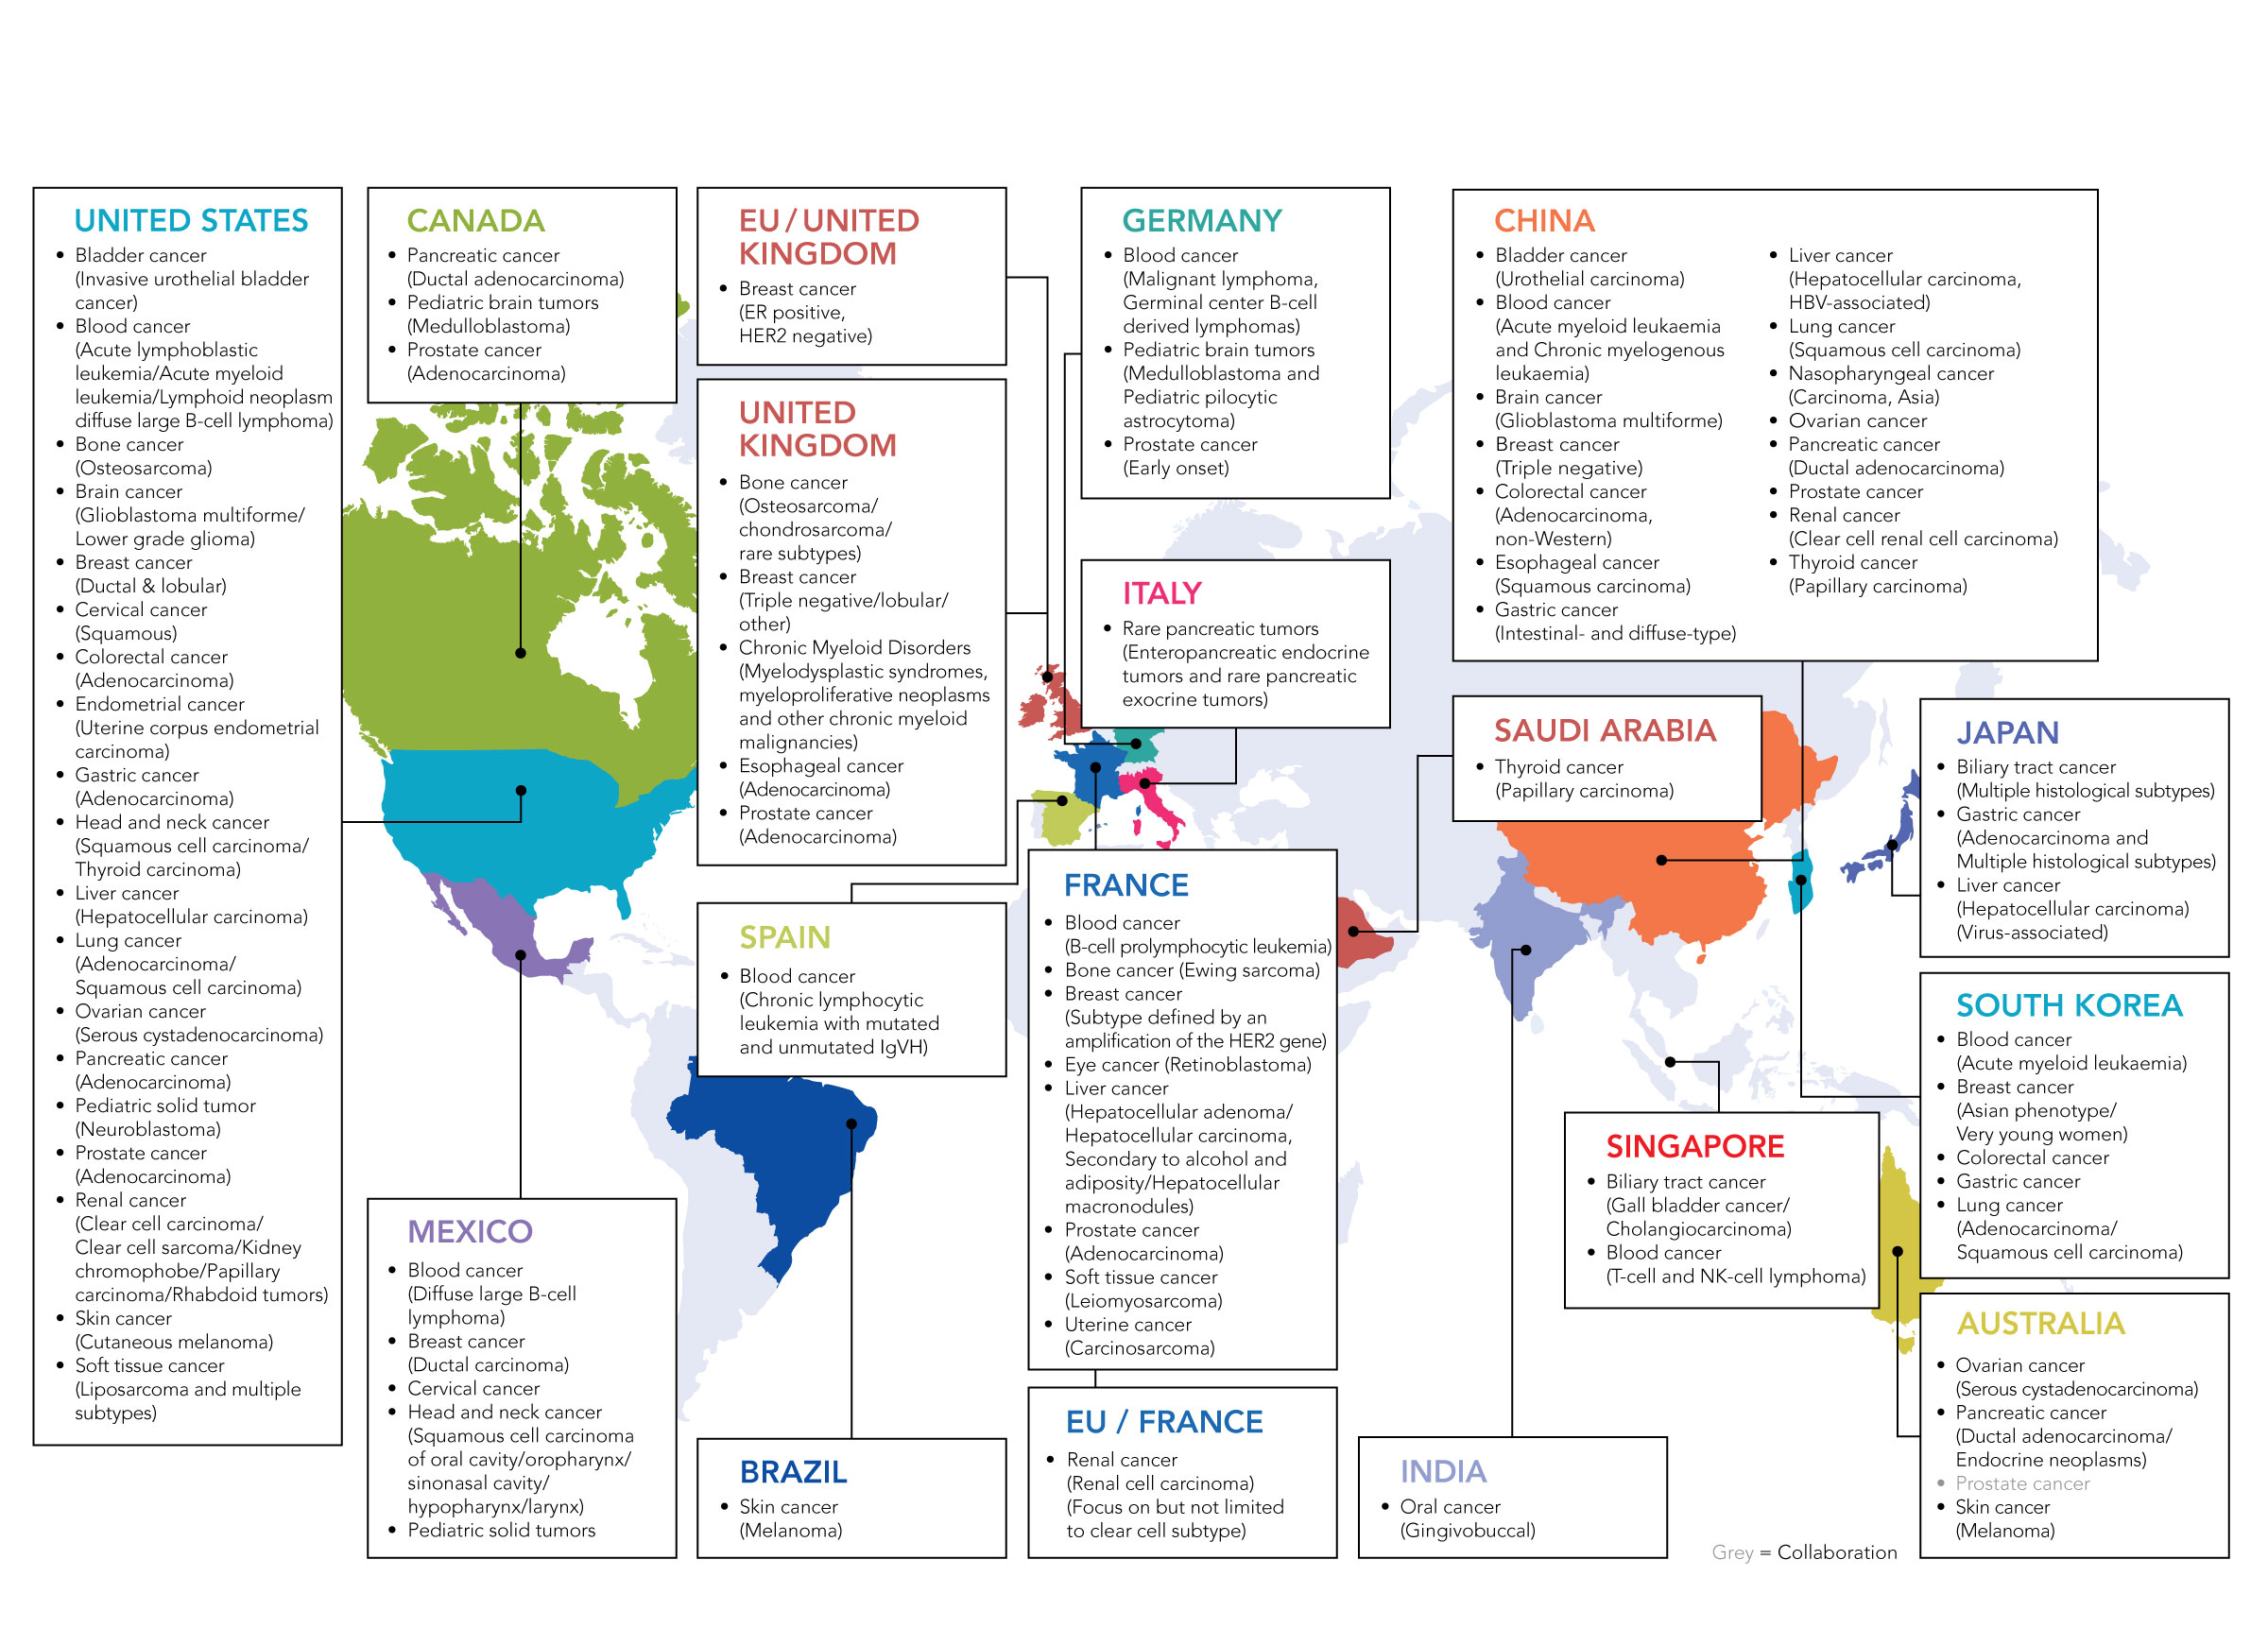 UNITED STATES
• Bladder cancer
(Invasive urothelial bladder
cancer)
• Blood cancer
(Acute lymphoblastic
leukemia/Acute myeloid
leukemia/Lymphoid neoplasm
diffuse large B-cell lymphoma)
• Bone cancer
(Osteosarcoma)
• Brain cancer
(Glioblastoma multiforme/
Lower grade glioma)
• Breast cancer
(Ductal & lobular)
• Cervical cancer
(Squamous)
• Colorectal cancer
(Adenocarcinoma)
• Endometrial cancer
(Uterine corpus endometrial
carcinoma)
• Gastric cancer
(Adenocarcinoma)
• Head and neck cancer
(Squamous cell carcinoma/
Thyroid carcinoma)
• Liver cancer
(Hepatocellular carcinoma)
• Lung cancer
(Adenocarcinoma/
Squamous cell carcinoma)
• Ovarian cancer
(Serous cystadenocarcinoma)
• Pancreatic cancer
(Adenocarcinoma)
• Pediatric solid tumor
(Neuroblastoma)
• Prostate cancer
(Adenocarcinoma)
• Renal cancer
(Clear cell carcinoma/
Clear cell sarcoma/Kidney
chromophobe/Papillary
carcinoma/Rhabdoid tumors)
• Skin cancer
(Cutaneous melanoma)
• Soft tissue cancer
(Liposarcoma and multiple
subtypes)
CANADA
• Pancreatic cancer
(Ductal adenocarcinoma)
• Pediatric brain tumors
(Medulloblastoma)
• Prostate cancer
(Adenocarcinoma)
MEXICO
• Blood cancer
(Diffuse large B-cell
lymphoma)
• Breast cancer
(Ductal carcinoma)
• Cervical cancer
• Head and neck cancer
(Squamous cell carcinoma
of oral cavity/oropharynx/
sinonasal cavity/
hypopharynx/larynx)
• Pediatric solid tumors
EU / UNITED
KINGDOM
• Breast cancer
(ER positive,
HER2 negative)
UNITED
KINGDOM
• Bone cancer
(Osteosarcoma/
chondrosarcoma/
rare subtypes)
• Breast cancer
(Triple negative/lobular/
other)
• Chronic Myeloid Disorders
(Myelodysplastic syndromes,
myeloproliferative neoplasms
and other chronic myeloid
malignancies)
• Esophageal cancer
(Adenocarcinoma)
• Prostate cancer
(Adenocarcinoma)
SPAIN
• Blood cancer
(Chronic lymphocytic
leukemia with mutated
and unmutated IgVH)
BRAZIL
• Skin cancer
(Melanoma)
GERMANY
• Blood cancer
(Malignant lymphoma,
Germinal center B-cell
derived lymphomas)
• Pediatric brain tumors
(Medulloblastoma and
Pediatric pilocytic
astrocytoma)
• Prostate cancer
(Early onset)
ITALY
• Rare pancreatic tumors
(Enteropancreatic endocrine
tumors and rare pancreatic
exocrine tumors)
FRANCE
• Blood cancer
(B-cell prolymphocytic leukemia)
• Bone cancer (Ewing sarcoma)
• Breast cancer
(Subtype defined by an
amplification of the HER2 gene)
• Eye cancer (Retinoblastoma)
• Liver cancer
(Hepatocellular adenoma/
Hepatocellular carcinoma,
Secondary to alcohol and
adiposity/Hepatocellular
macronodules)
• Prostate cancer
(Adenocarcinoma)
• Soft tissue cancer
(Leiomyosarcoma)
• Uterine cancer
(Carcinosarcoma)
EU / FRANCE
• Renal cancer
(Renal cell carcinoma)
(Focus on but not limited
to clear cell subtype)
CHINA
• Bladder cancer
(Urothelial carcinoma)
• Blood cancer
(Acute myeloid leukaemia
and Chronic myelogenous
leukaemia)
• Brain cancer
(Glioblastoma multiforme)
• Breast cancer
(Triple negative)
• Colorectal cancer
(Adenocarcinoma,
non-Western)
• Esophageal cancer
(Squamous carcinoma)
• Gastric cancer
(Intestinal- and diffuse-type)
• Liver cancer
(Hepatocellular carcinoma,
HBV-associated)
• Lung cancer
(Squamous cell carcinoma)
• Nasopharyngeal cancer
(Carcinoma, Asia)
• Ovarian cancer
• Pancreatic cancer
(Ductal adenocarcinoma)
• Prostate cancer
• Renal cancer
(Clear cell renal cell carcinoma)
• Thyroid cancer
(Papillary carcinoma)
SAUDI ARABIA
• Thyroid cancer
(Papillary carcinoma)
JAPAN
• Biliary tract cancer
(Multiple histological subtypes)
• Gastric cancer
(Adenocarcinoma and
Multiple histological subtypes)
• Liver cancer
(Hepatocellular carcinoma)
(Virus-associated)
SOUTH KOREA
• Blood cancer
(Acute myeloid leukaemia)
• Breast cancer
(Asian phenotype/
Very young women)
• Colorectal cancer
• Gastric cancer
• Lung cancer
(Adenocarcinoma/
Squamous cell carcinoma)
SINGAPORE
• Biliary tract cancer
(Gall bladder cancer/
Cholangiocarcinoma)
• Blood cancer
(T-cell and NK-cell lymphoma)
INDIA
• Oral cancer
(Gingivobuccal)
AUSTRALIA
• Ovarian cancer
(Serous cystadenocarcinoma)
• Pancreatic cancer
(Ductal adenocarcinoma/
Endocrine neoplasms)
• Prostate cancer
• Skin cancer
(Melanoma)
Grey = Collaboration